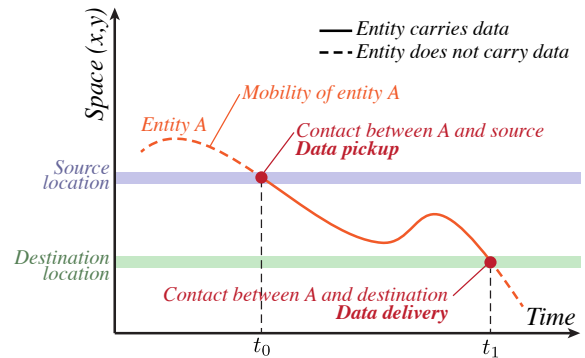 Entity carries data
Entity does not carry data
Space (x,y)
Mobility of entity A
Entity A
Contact between A and source
Data pickup
Source
location
Destination
location
Contact between A and destination
Data delivery
Time
t0
t1